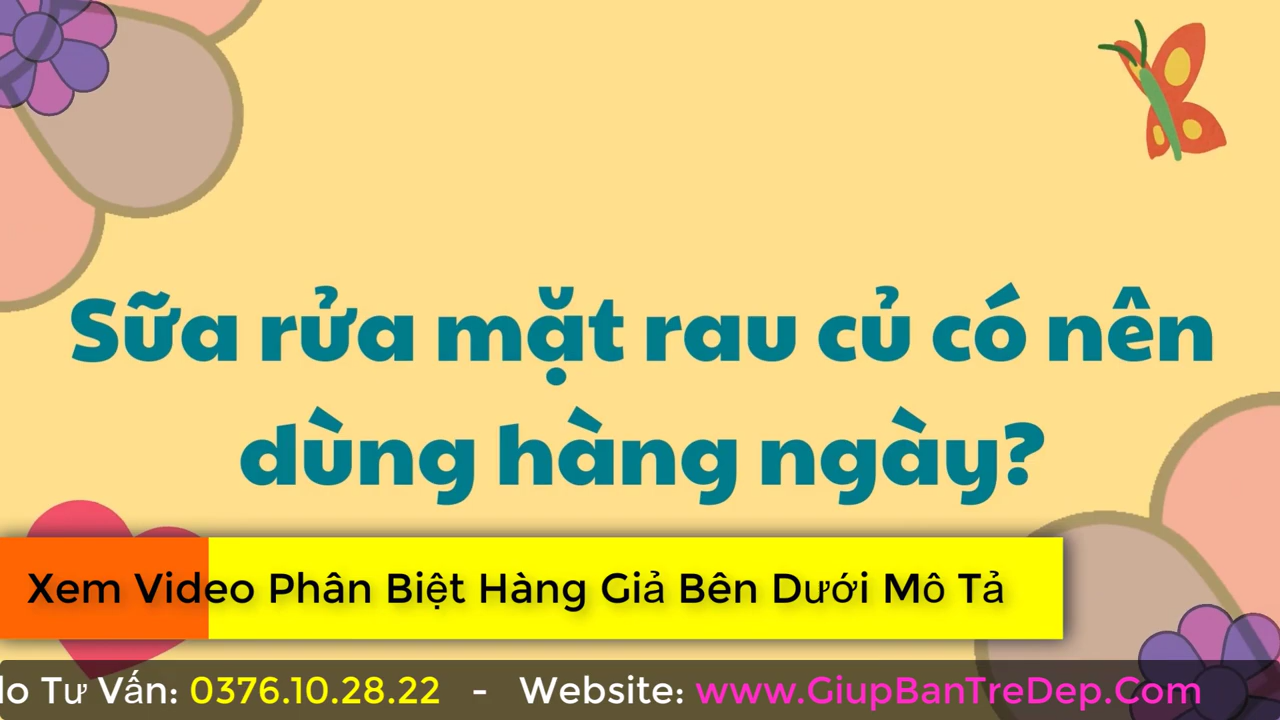 Sữa rửa mặt rau củ có nên
dùng hàng ngày?
Xem Video Phân Biệt Hàng Giả Bên Dưới Mô Tả
lo Tư Vấn: 0376.10.28.22 - Website: www.GiupBanTreDep.Com